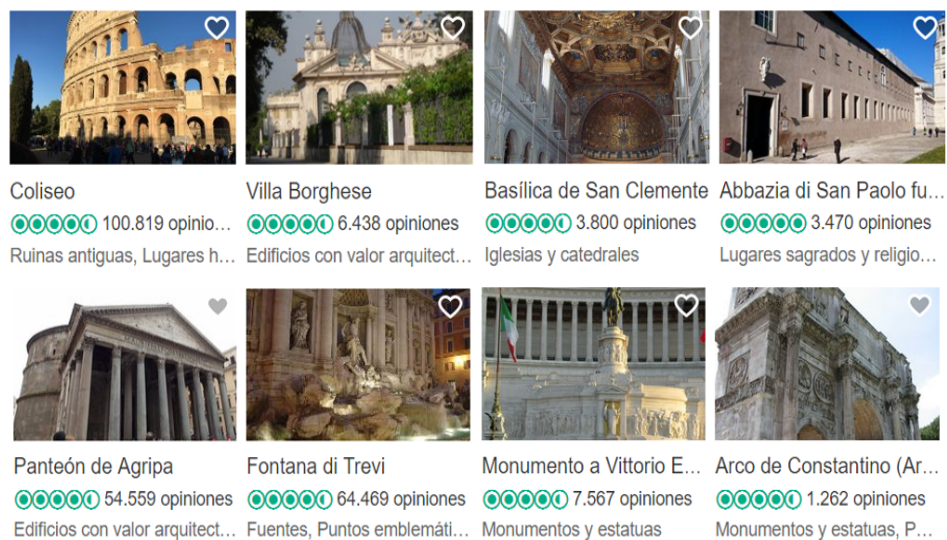 Coliseo
100.819 opinio...
Ruinas antiguas, Lugares h...
Villa Borghese
6.438 opiniones
Edificios con valor arquitect...
Basílica de San Clemente
3.800 opiniones
Iglesias y catedrales
Abbazia di San Paolo fu...
3.470 opiniones
Lugares sagrados y religio...
Panteón de Agripa
54.559 opiniones
Edificios con valor arquitect...
Fontana di Trevi
64.469 opiniones
Fuentes, Puntos emblemáti...
Monumento a Vittorio E...
7.567 opiniones
Monumentos y estatuas
Arco de Constantino (Ar...
1.262 opiniones
Monumentos y estatuas, P...